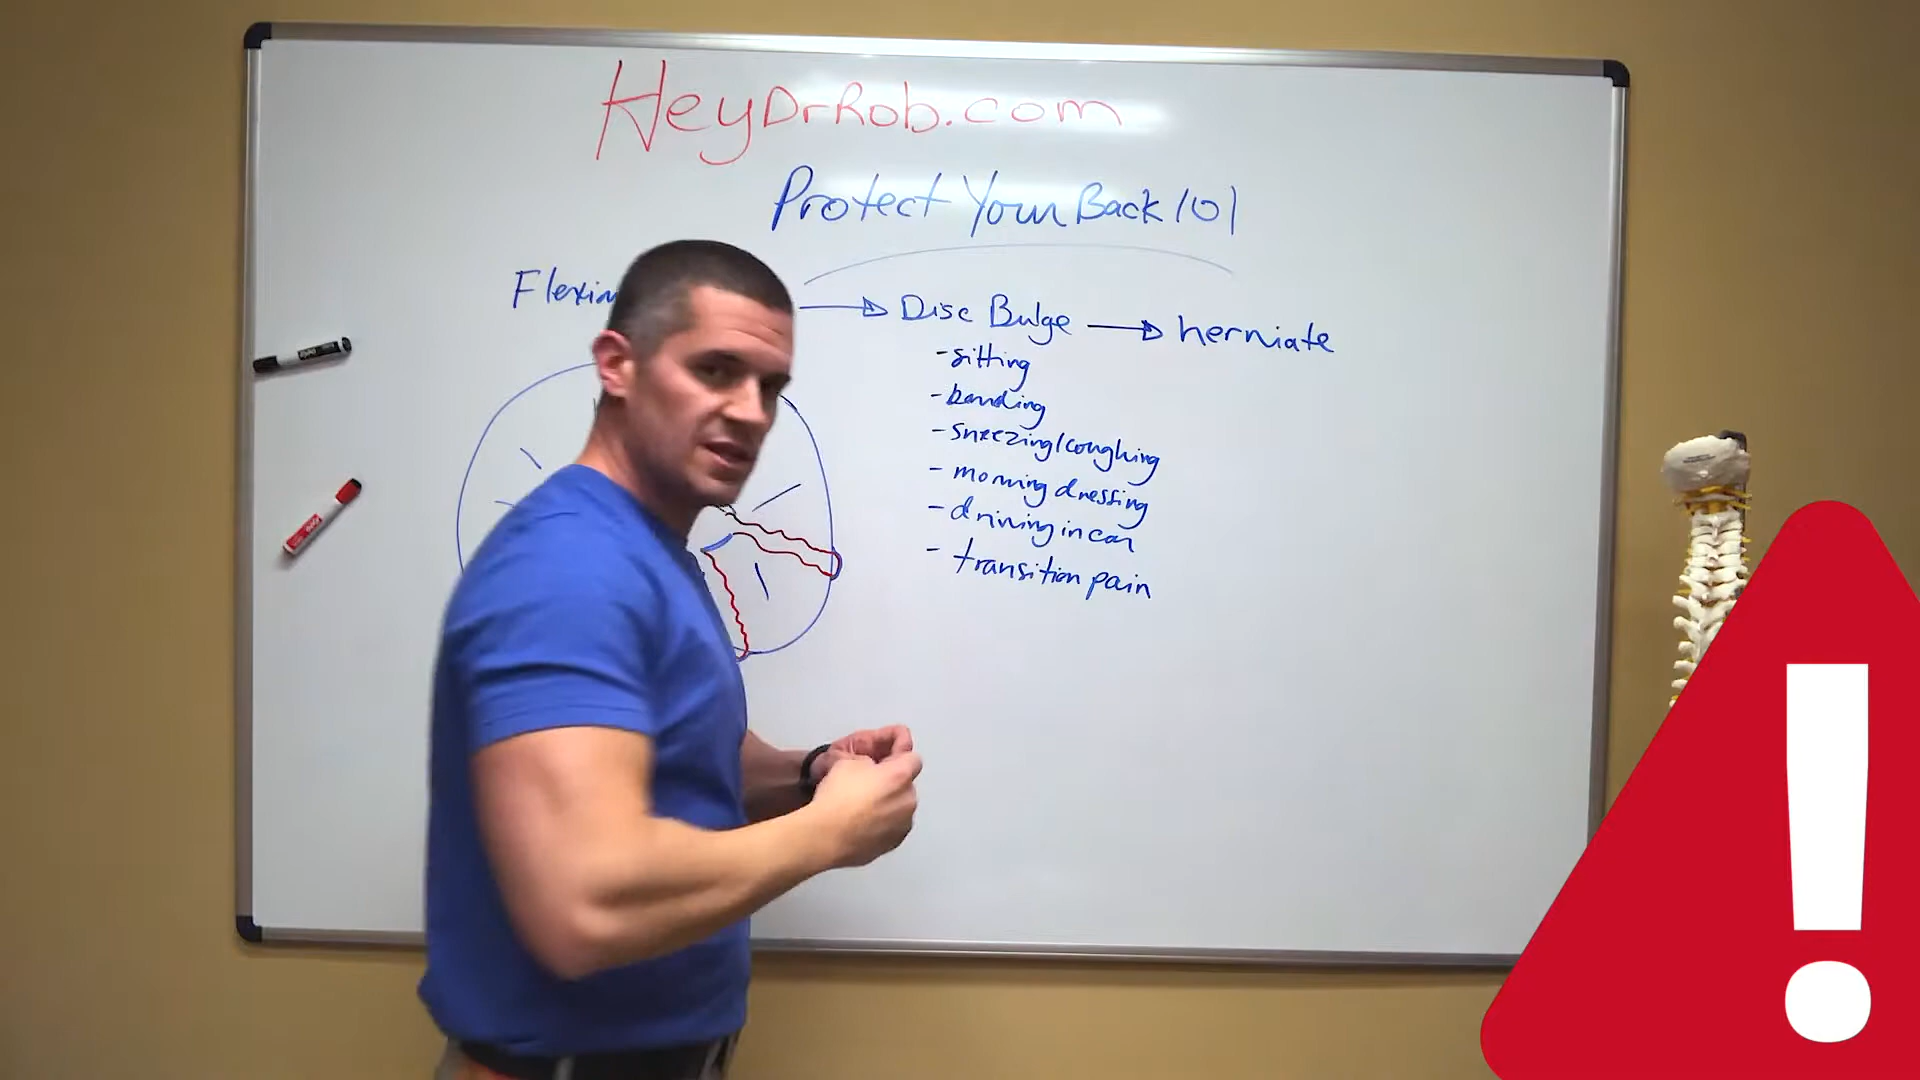 HeyDrRob.com
Protect Your Back 101
Disc Bulge herniate
- sitting
- bending
- sneezing/coughing
- morning dressing
- driving in car
- transition pain
!